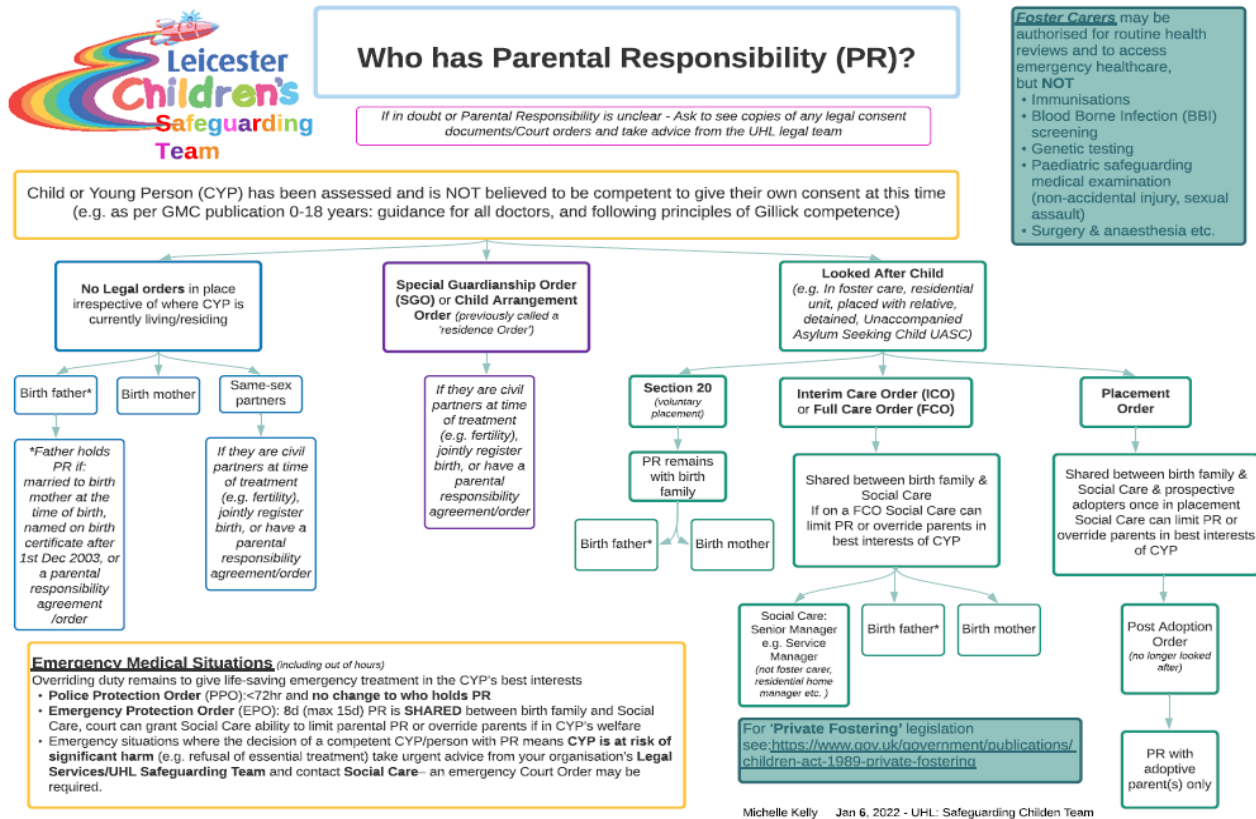 Leicester
Children's
Safeguarding
Team
Who has Parental Responsibility (PR)?
If in doubt or Parental Responsibility is unclear - Ask to see copies of any legal consent
documents/Court orders and take advice from the UHL legal team
Foster Carers may be
authorised for routine health
reviews and to access
emergency healthcare,
but NOT
• Immunisations
• Blood Borne Infection (BBI)
screening
• Genetic testing
• Paediatric safeguarding
medical examination
(non-accidental injury, sexual
assault)
• Surgery & anaesthesia etc.
Child or Young Person (CYP) has been assessed and is NOT believed to be competent to give their own consent at this time
(e.g. as per GMC publication 0-18 years: guidance for all doctors, and following principles of Gillick competence)
No Legal orders in place
irrespective of where CYP is
currently living/residing
Special Guardianship Order
(SGO) or Child Arrangement
Order (previously called a
'residence Order')
Looked After Child
(e.g. In foster care, residential
unit, placed with relative,
detained, Unaccompanied
Asylum Seeking Child UASC)
Birth father*
Birth mother
Same-sex
partners
*Father holds
PR if:
married to birth
mother at the
time of birth,
named on birth
certificate after
1st Dec 2003, or
a parental
responsibility
agreement
/order
If they are civil
partners at time
of treatment
(e.g. fertility),
jointly register
birth, or have a
parental
responsibility
agreement/order
If they are civil
partners at time
of treatment
(e.g. fertility),
jointly register
birth, or have a
parental
responsibility
agreement/order
Section 20
(voluntary
placement)
PR remains
with birth
family
Birth father*
Birth mother
Interim Care Order (ICO)
or Full Care Order (FCO)
Shared between birth family &
Social Care
If on a FCO Social Care can
limit PR or override parents in
best interests of CYP
Social Care:
Senior Manager
e.g. Service
Manager
(not foster carer,
residential home
manager etc. )
Birth father*
Birth mother
Placement
Order
Shared between birth family &
Social Care & prospective
adopters once in placement
Social Care can limit PR or
override parents in best interests
of CYP
Post Adoption
Order
(no longer looked
after)
PR with
adoptive
parent(s) only
Emergency Medical Situations (including out of hours)
Overriding duty remains to give life-saving emergency treatment in the CYP's best interests
• Police Protection Order (PPO):<72hr and no change to who holds PR
• Emergency Protection Order (EPO): 8d (max 15d) PR is SHARED between birth family and Social
Care, court can grant Social Care ability to limit parental PR or override parents if in CYP's welfare
• Emergency situations where the decision of a competent CYP/person with PR means CYP is at risk of
significant harm (e.g. refusal of essential treatment) take urgent advice from your organisation's Legal
Services/UHL Safeguarding Team and contact Social Care– an emergency Court Order may be
required.
For 'Private Fostering' legislation
see:https://www.gov.uk/government/publications/
children-act-1989-private-fostering
Michelle Kelly Jan 6, 2022 - UHL: Safeguarding Childen Team